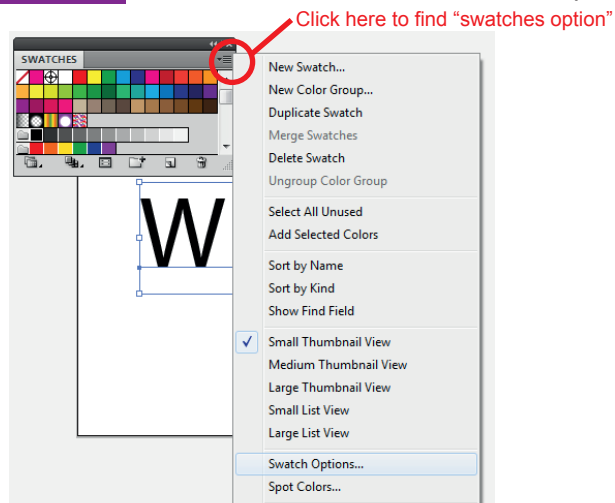 Click here to find “swatches option”
SWATCHES
W
New Swatch...
New Color Group...
Duplicate Swatch
Merge Swatches
Delete Swatch
Ungroup Color Group
Select All Unused
Add Selected Colors
Sort by Name
Sort by Kind
Show Find Field
Small Thumbnail View
Medium Thumbnail View
Large Thumbnail View
Small List View
Large List View
Swatch Options...
Spot Colors...